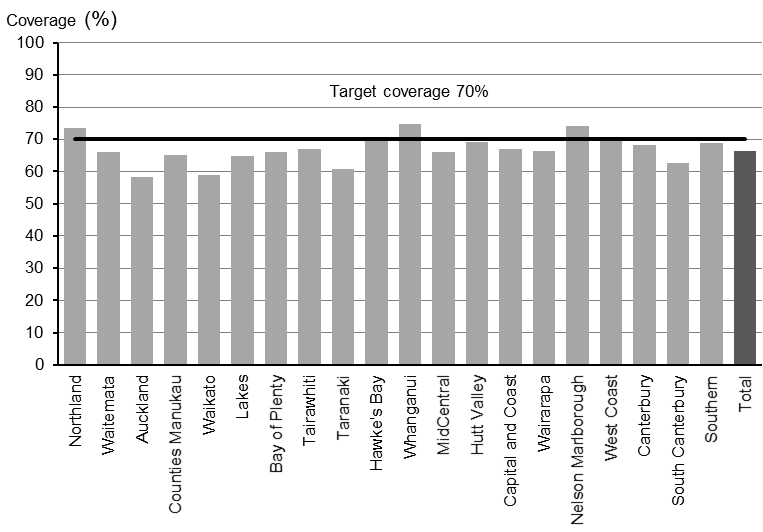 Coverage (%)
100
90
80
70
60
50
40
30
20
10
0
Target coverage 70%
Northland
Waitemata
Auckland
Counties Manukau
Waikato
Lakes
Bay of Plenty
Tairawhiti
Taranaki
Hawke's Bay
Whanganui
MidCentral
Hutt Valley
Capital and Coast
Wairarapa
Nelson Marlborough
West Coast
Canterbury
South Canterbury
Southern
Total